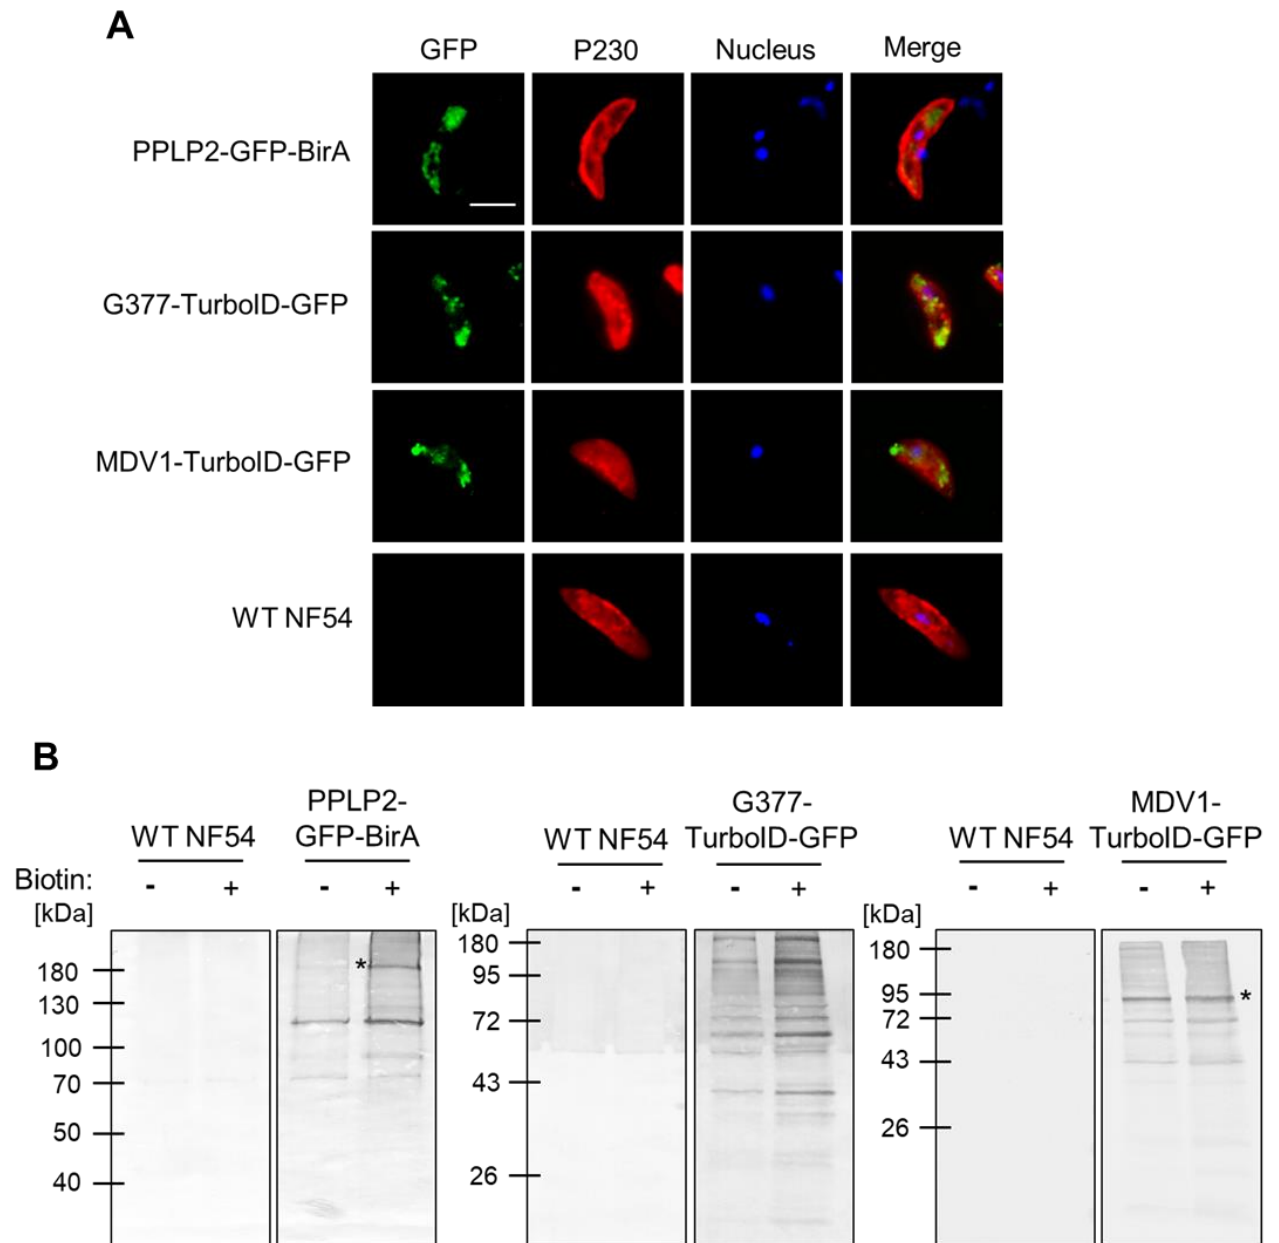 A
GFP P230 Nucleus Merge
PPLP2-GFP-BirA
G377-TurboID-GFP
MDV1-TurboID-GFP
WT NF54
B
WT NF54 PPLP2-
GFP-BirA
WT NF54 G377-
TurboID-GFP
WT NF54 MDV1-
TurboID-GFP
Biotin: - + - + - + - + - + - +
[kDa] [kDa] [kDa]
180
130
100
70
50
40
*
180
95
72
43
26
180
95
72
43
26
*